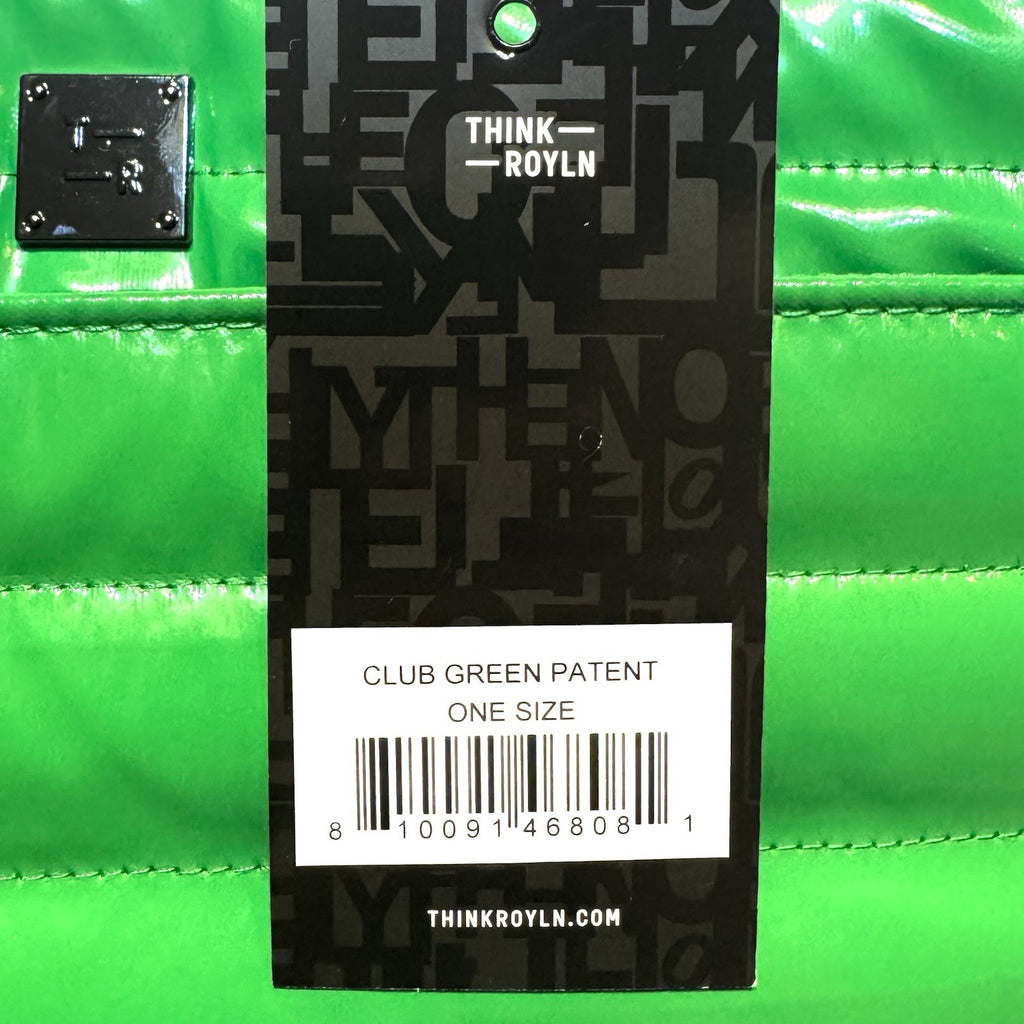 THINK—
—ROYLN
CLUB GREEN PATENT
ONE SIZE
8 10091 46808 1
THINKROYLN.COM